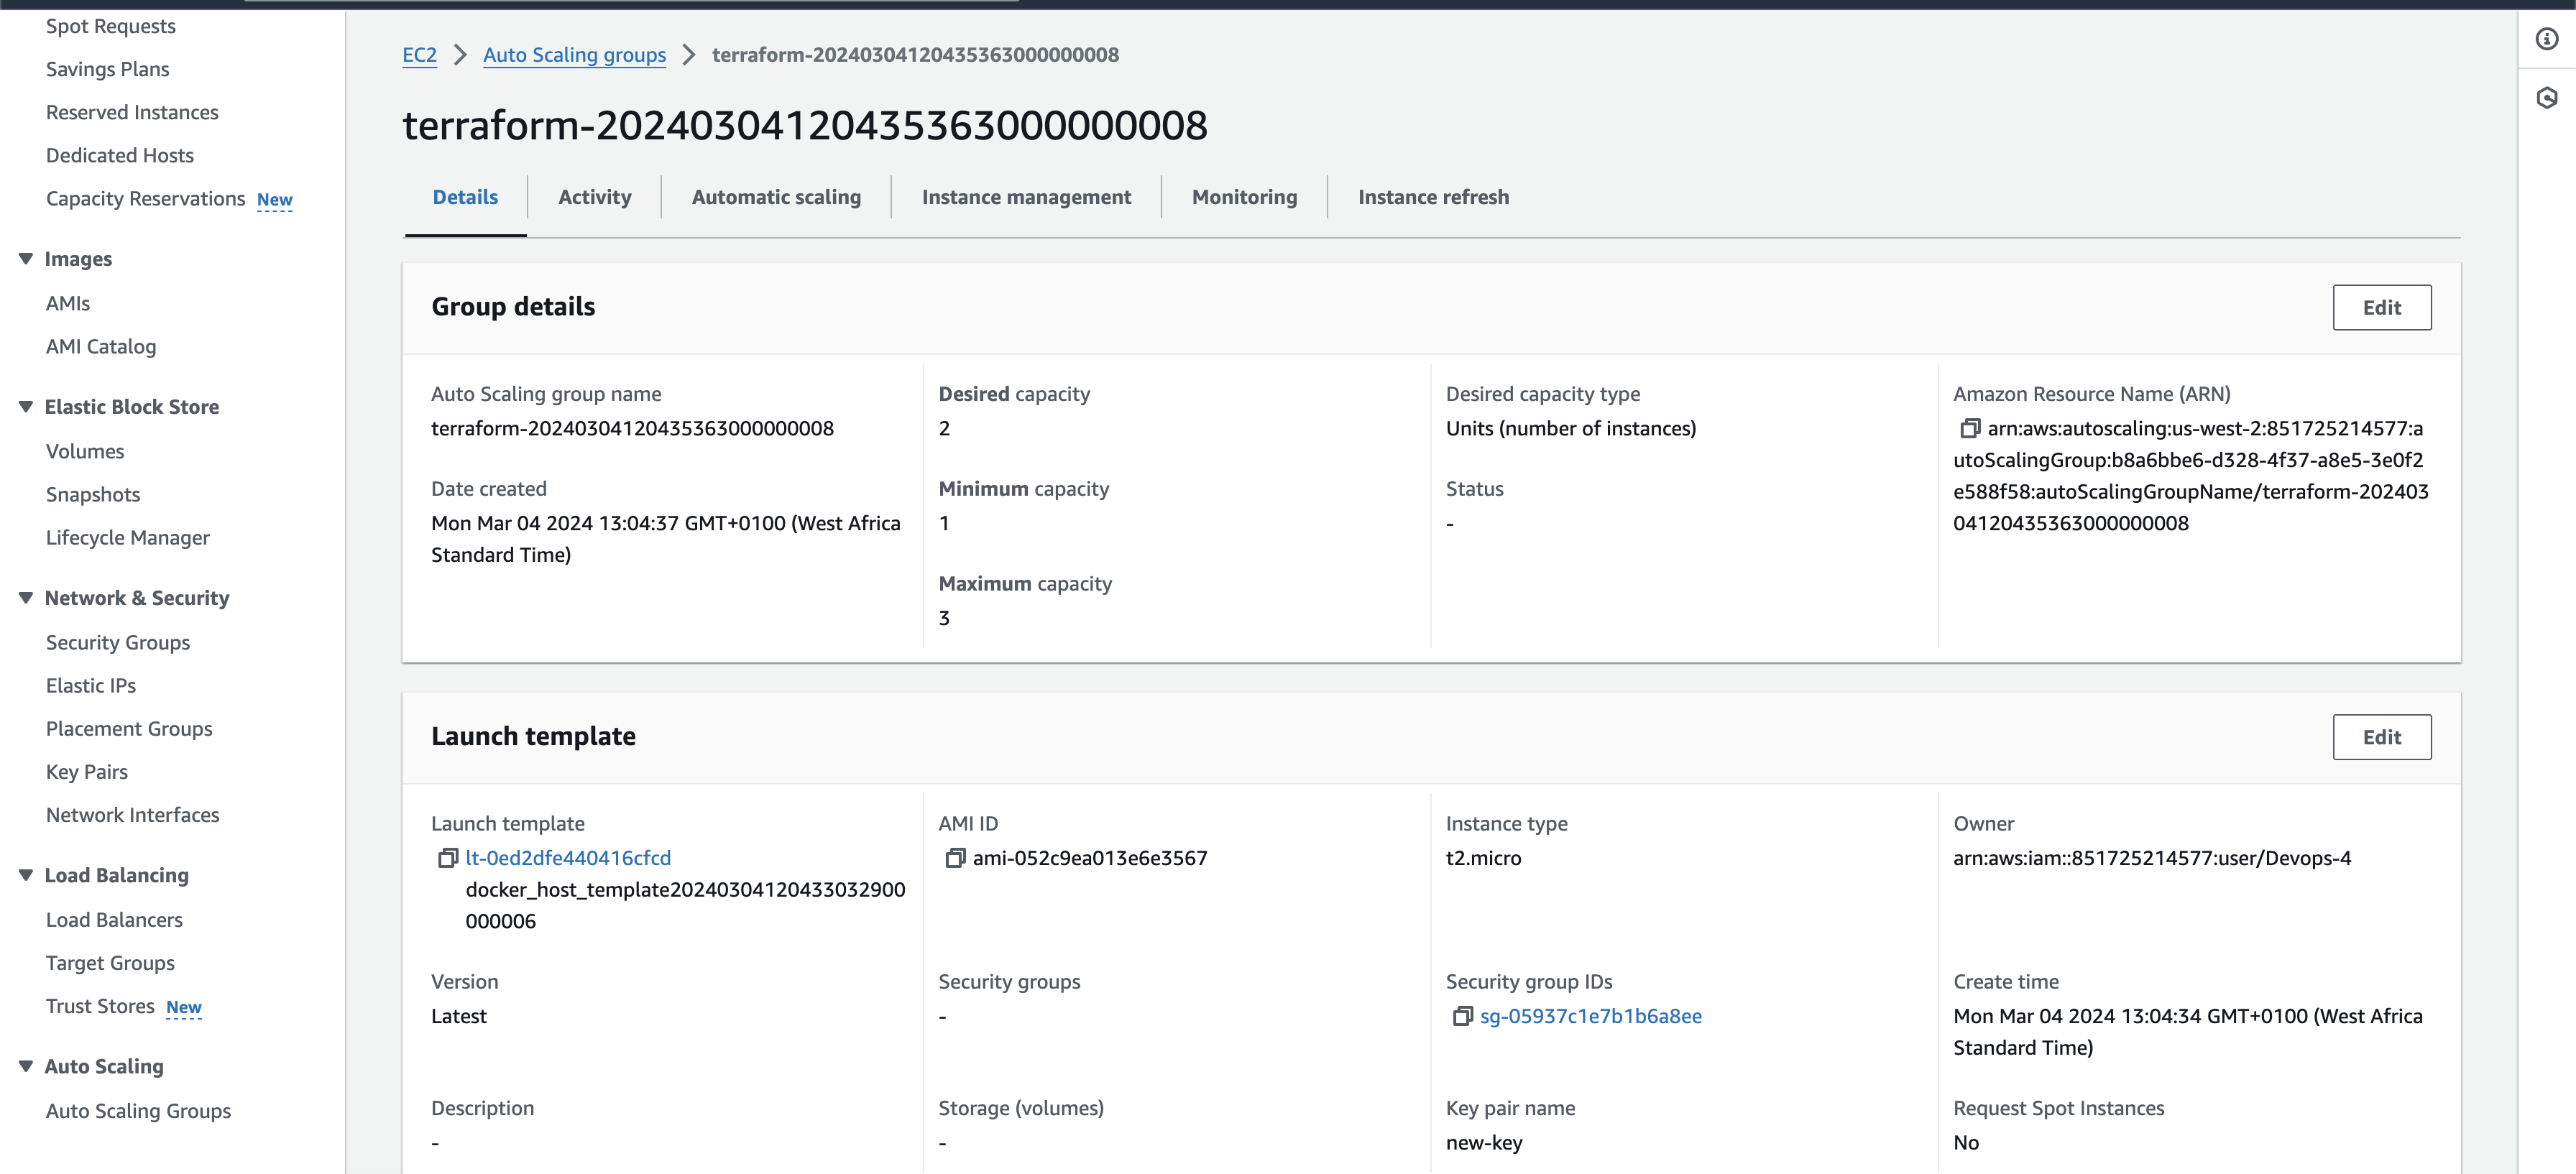 Spot Requests
Savings Plans
Reserved Instances
Dedicated Hosts
Capacity Reservations New
Images
AMIs
AMI Catalog
Elastic Block Store
Volumes
Snapshots
Lifecycle Manager
Network & Security
Security Groups
Elastic IPs
Placement Groups
Key Pairs
Network Interfaces
Load Balancing
Load Balancers
Target Groups
Trust Stores New
Auto Scaling
Auto Scaling Groups
EC2 > Auto Scaling groups > terraform-20240304120435363000000008
terraform-20240304120435363000000008
Details Activity Automatic scaling Instance management Monitoring Instance refresh
Group details
Edit
Auto Scaling group name
terraform-20240304120435363000000008
Date created
Mon Mar 04 2024 13:04:37 GMT+0100 (West Africa
Standard Time)
Desired capacity
2
Minimum capacity
1
Maximum capacity
3
Desired capacity type
Units (number of instances)
Status
-
Amazon Resource Name (ARN)
arn:aws:autoscaling:us-west-2:851725214577:a
utoScalingGroup:b8a6bbe6-d328-4f37-a8e5-3e0f2
e588f58:autoScalingGroupName/terraform-202403
04120435363000000008
Launch template
Edit
Launch template
lt-0ed2dfe440416cfcd
docker_host_template20240304120433032900
000006
AMI ID
ami-052c9ea013e6e3567
Instance type
t2.micro
Owner
arn:aws:iam::851725214577:user/Devops-4
Version
Latest
Security groups
-
Security group IDs
sg-05937c1e7b1b6a8ee
Create time
Mon Mar 04 2024 13:04:34 GMT+0100 (West Africa
Standard Time)
Description
-
Storage (volumes)
-
Key pair name
new-key
Request Spot Instances
No